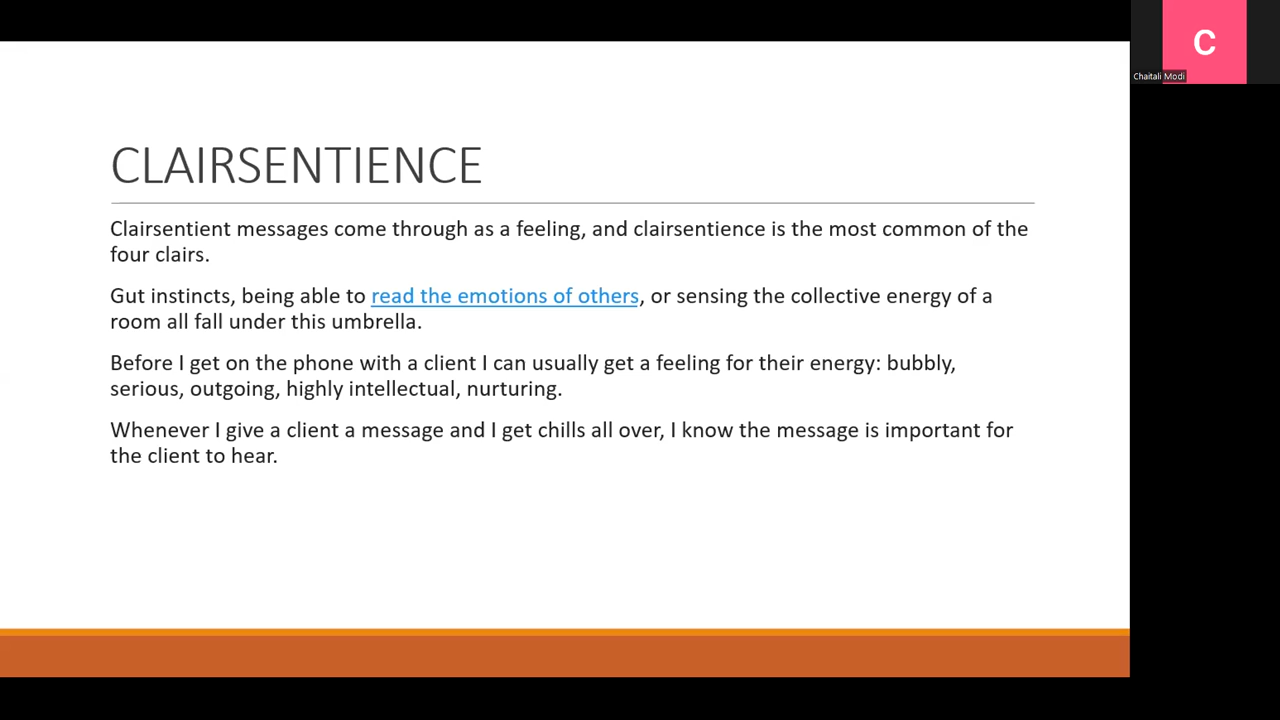 C
Chaitali Modi
CLAIRSENTIENCE
Clairsentient messages come through as a feeling, and clairsentience is the most common of the
four clairs.
Gut instincts, being able to read the emotions of others, or sensing the collective energy of a
room all fall under this umbrella.
Before I get on the phone with a client I can usually get a feeling for their energy: bubbly,
serious, outgoing, highly intellectual, nurturing.
Whenever I give a client a message and I get chills all over, I know the message is important for
the client to hear.